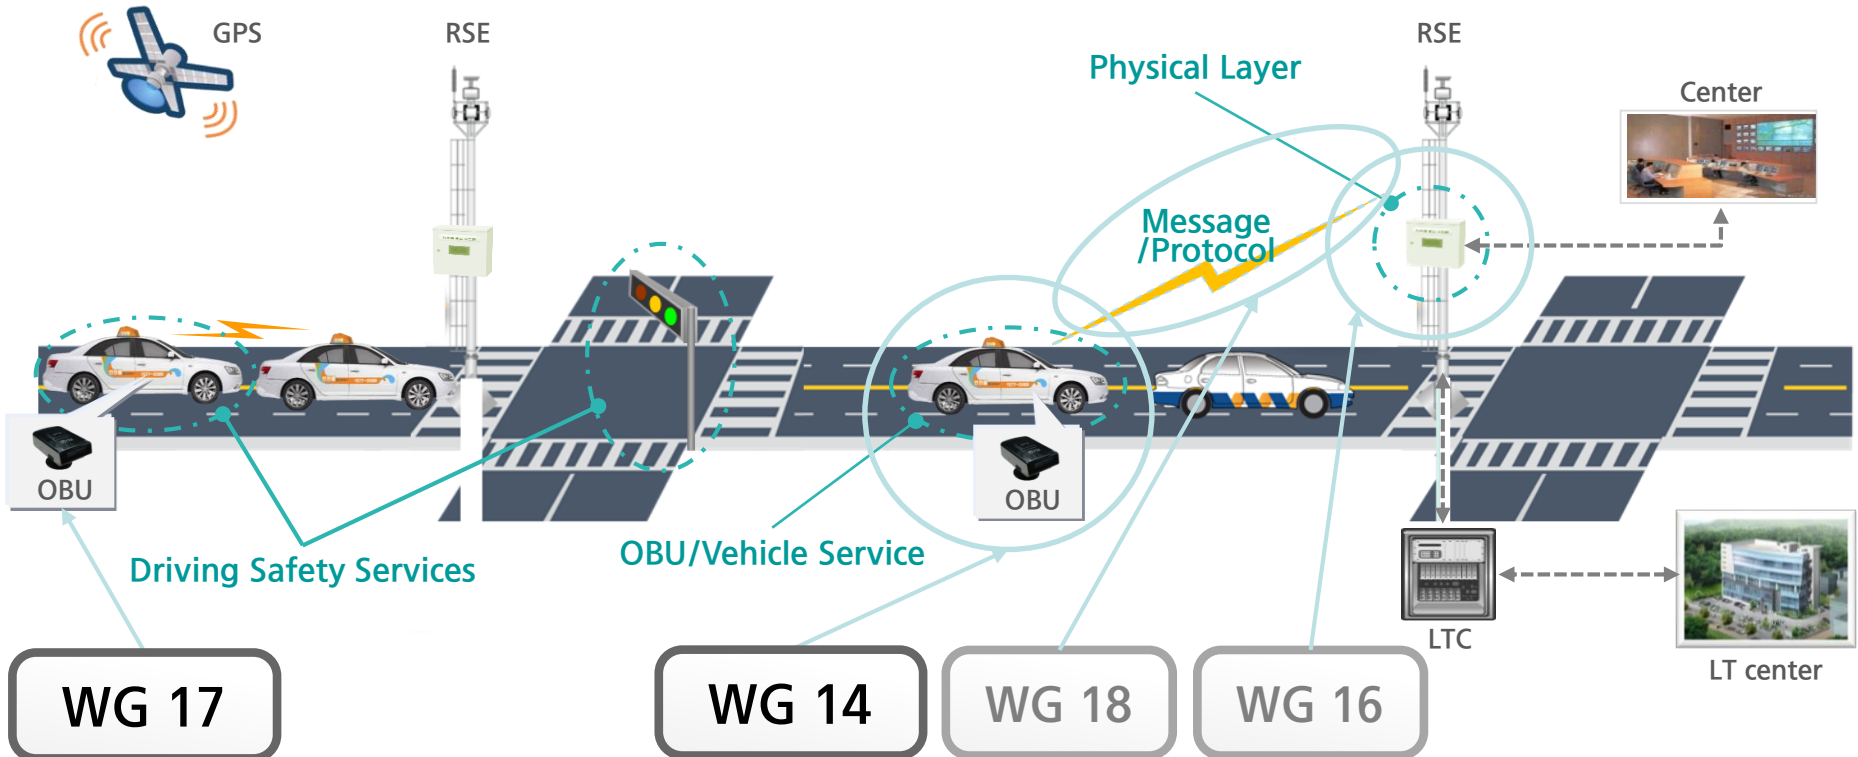 GPS
RSE
RSE
Physical Layer
Center
Message
/Protocol
OBU
OBU
Driving Safety Services
OBU/Vehicle Service
LTC
LT center
WG 17
WG 14
WG 18
WG 16